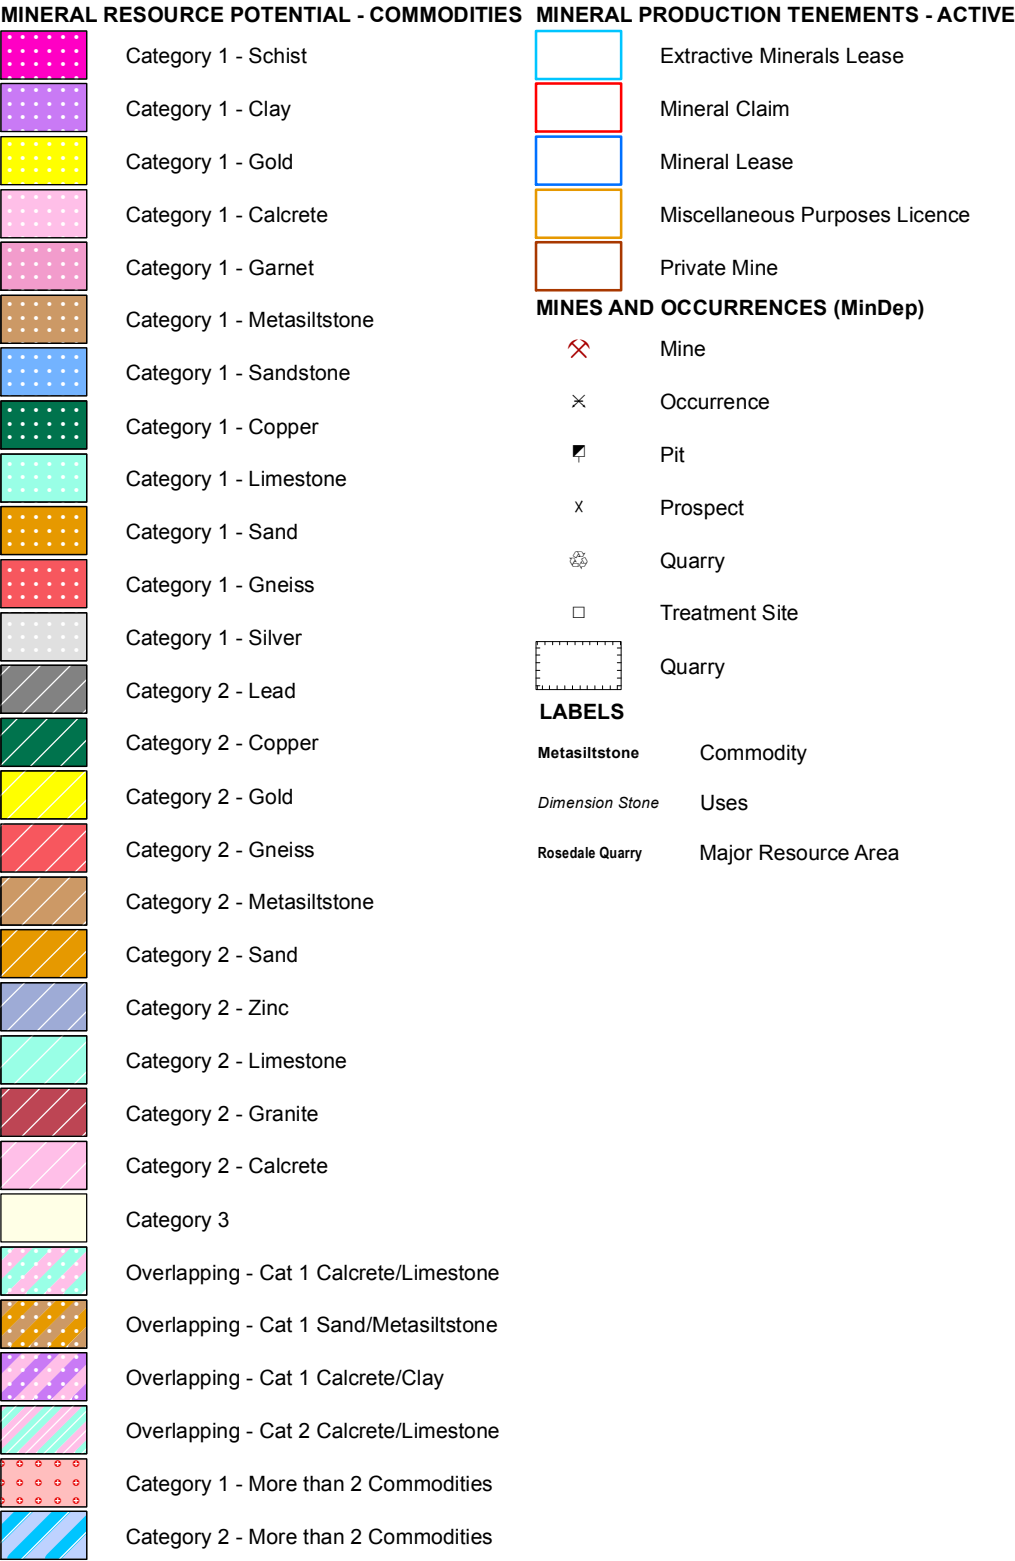 MINERAL RESOURCE POTENTIAL - COMMODITIES
Category 1 - Schist
Category 1 - Clay
Category 1 - Gold
Category 1 - Calcrete
Category 1 - Garnet
Category 1 - Metasiltstone
Category 1 - Sandstone
Category 1 - Copper
Category 1 - Limestone
Category 1 - Sand
Category 1 - Gneiss
Category 1 - Silver
Category 2 - Lead
Category 2 - Copper
Category 2 - Gold
Category 2 - Gneiss
Category 2 - Metasiltstone
Category 2 - Sand
Category 2 - Zinc
Category 2 - Limestone
Category 2 - Granite
Category 2 - Calcrete
Category 3
Overlapping - Cat 1 Calcrete/Limestone
Overlapping - Cat 1 Sand/Metasiltstone
Overlapping - Cat 1 Calcrete/Clay
Overlapping - Cat 2 Calcrete/Limestone
Category 1 - More than 2 Commodities
Category 2 - More than 2 Commodities
MINERAL PRODUCTION TENEMENTS - ACTIVE
Extractive Minerals Lease
Mineral Claim
Mineral Lease
Miscellaneous Purposes Licence
Private Mine
MINES AND OCCURRENCES (MinDep)
Mine
Occurrence
Pit
Prospect
Quarry
Treatment Site
Quarry
LABELS
Metasiltstone Commodity
Dimension Stone Uses
Rosedale Quarry Major Resource Area